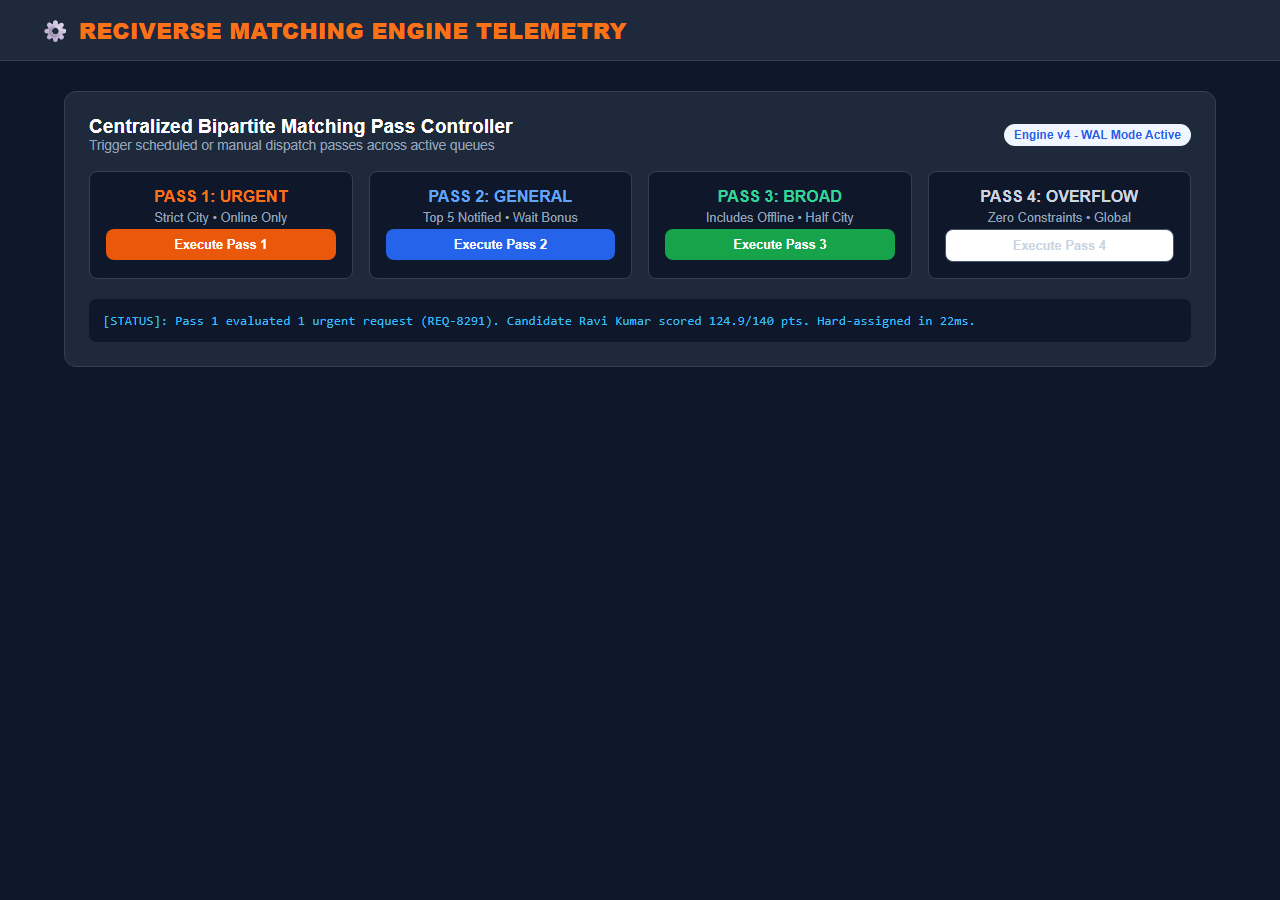 RECIVERSE MATCHING ENGINE TELEMETRY
Centralized Bipartite Matching Pass Controller
Trigger scheduled or manual dispatch passes across active queues
Engine v4 - WAL Mode Active
PASS 1: URGENT
Strict City • Online Only
Execute Pass 1
PASS 2: GENERAL
Top 5 Notified • Wait Bonus
Execute Pass 2
PASS 3: BROAD
Includes Offline • Half City
Execute Pass 3
PASS 4: OVERFLOW
Zero Constraints • Global
Execute Pass 4
[STATUS]: Pass 1 evaluated 1 urgent request (REQ-8291). Candidate Ravi Kumar scored 124.9/140 pts. Hard-assigned in 22ms.